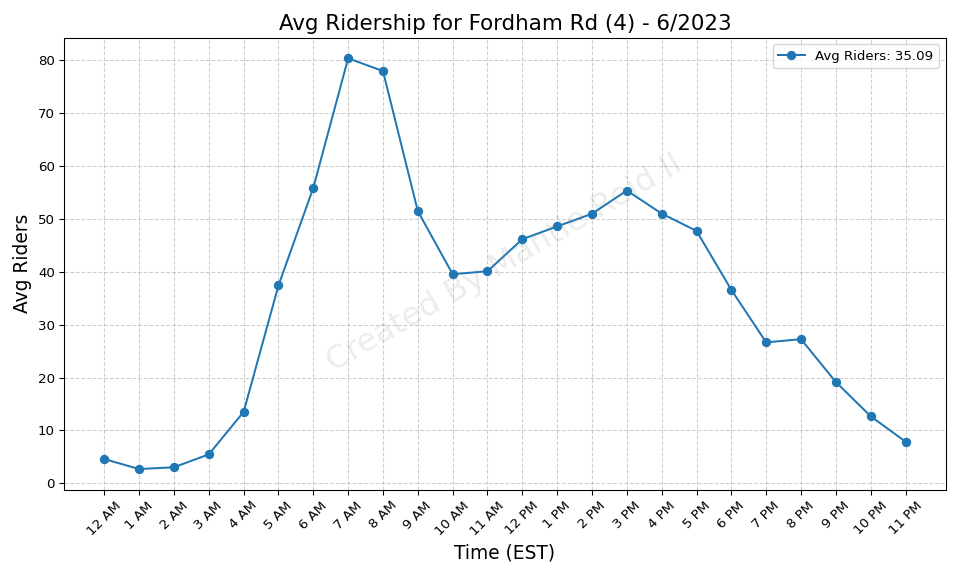 Avg Ridership for Fordham Rd (4) - 6/2023
Avg Riders: 35.09
Avg Riders
80
70
60
50
40
30
20
10
0
12 AM
1 AM
2 AM
3 AM
4 AM
5 AM
6 AM
7 AM
8 AM
9 AM
10 AM
11 AM
12 PM
1 PM
2 PM
3 PM
4 PM
5 PM
6 PM
7 PM
8 PM
9 PM
10 PM
11 PM
Time (EST)
Created By Mancle Reid II